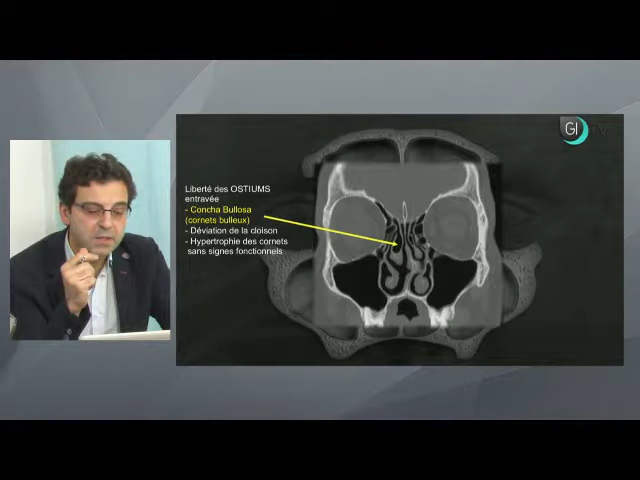 GI TV
Liberté des OSTIUMS
entravée
- Concha Bullosa
(cornets bulleux)
- Déviation de la cloison
- Hypertrophie des cornets
sans signes fonctionnels